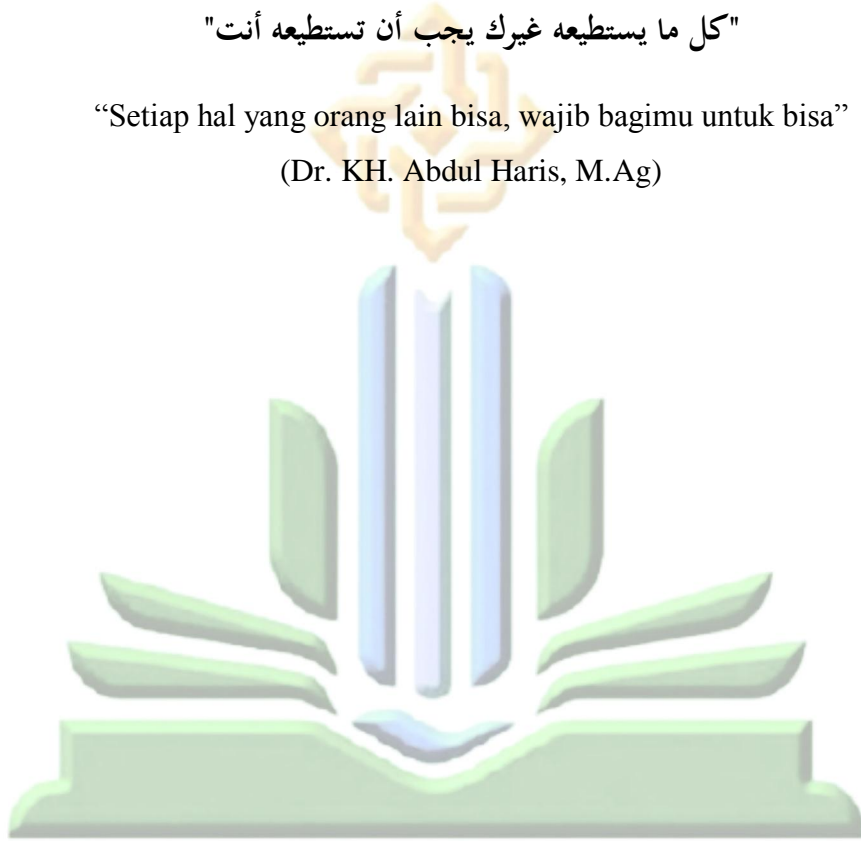 "كل ما يستطيعه غيرك يجب أن تستطيعه أنت"
“Setiap hal yang orang lain bisa, wajib bagimu untuk bisa”
(Dr. KH. Abdul Haris, M.Ag)